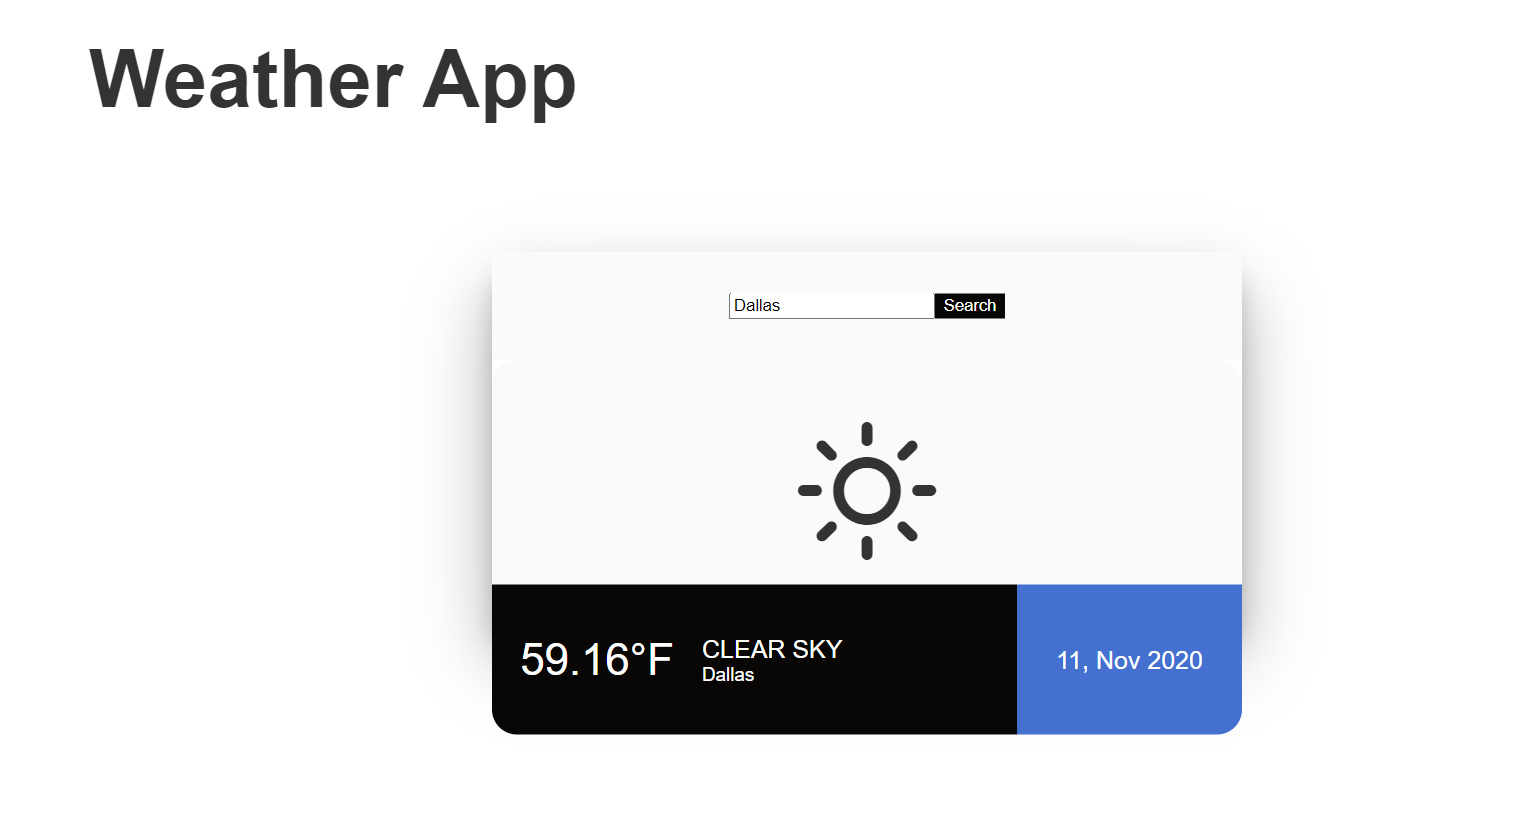 Weather App
Dallas Search
59.16°F CLEAR SKY
Dallas
11, Nov 2020